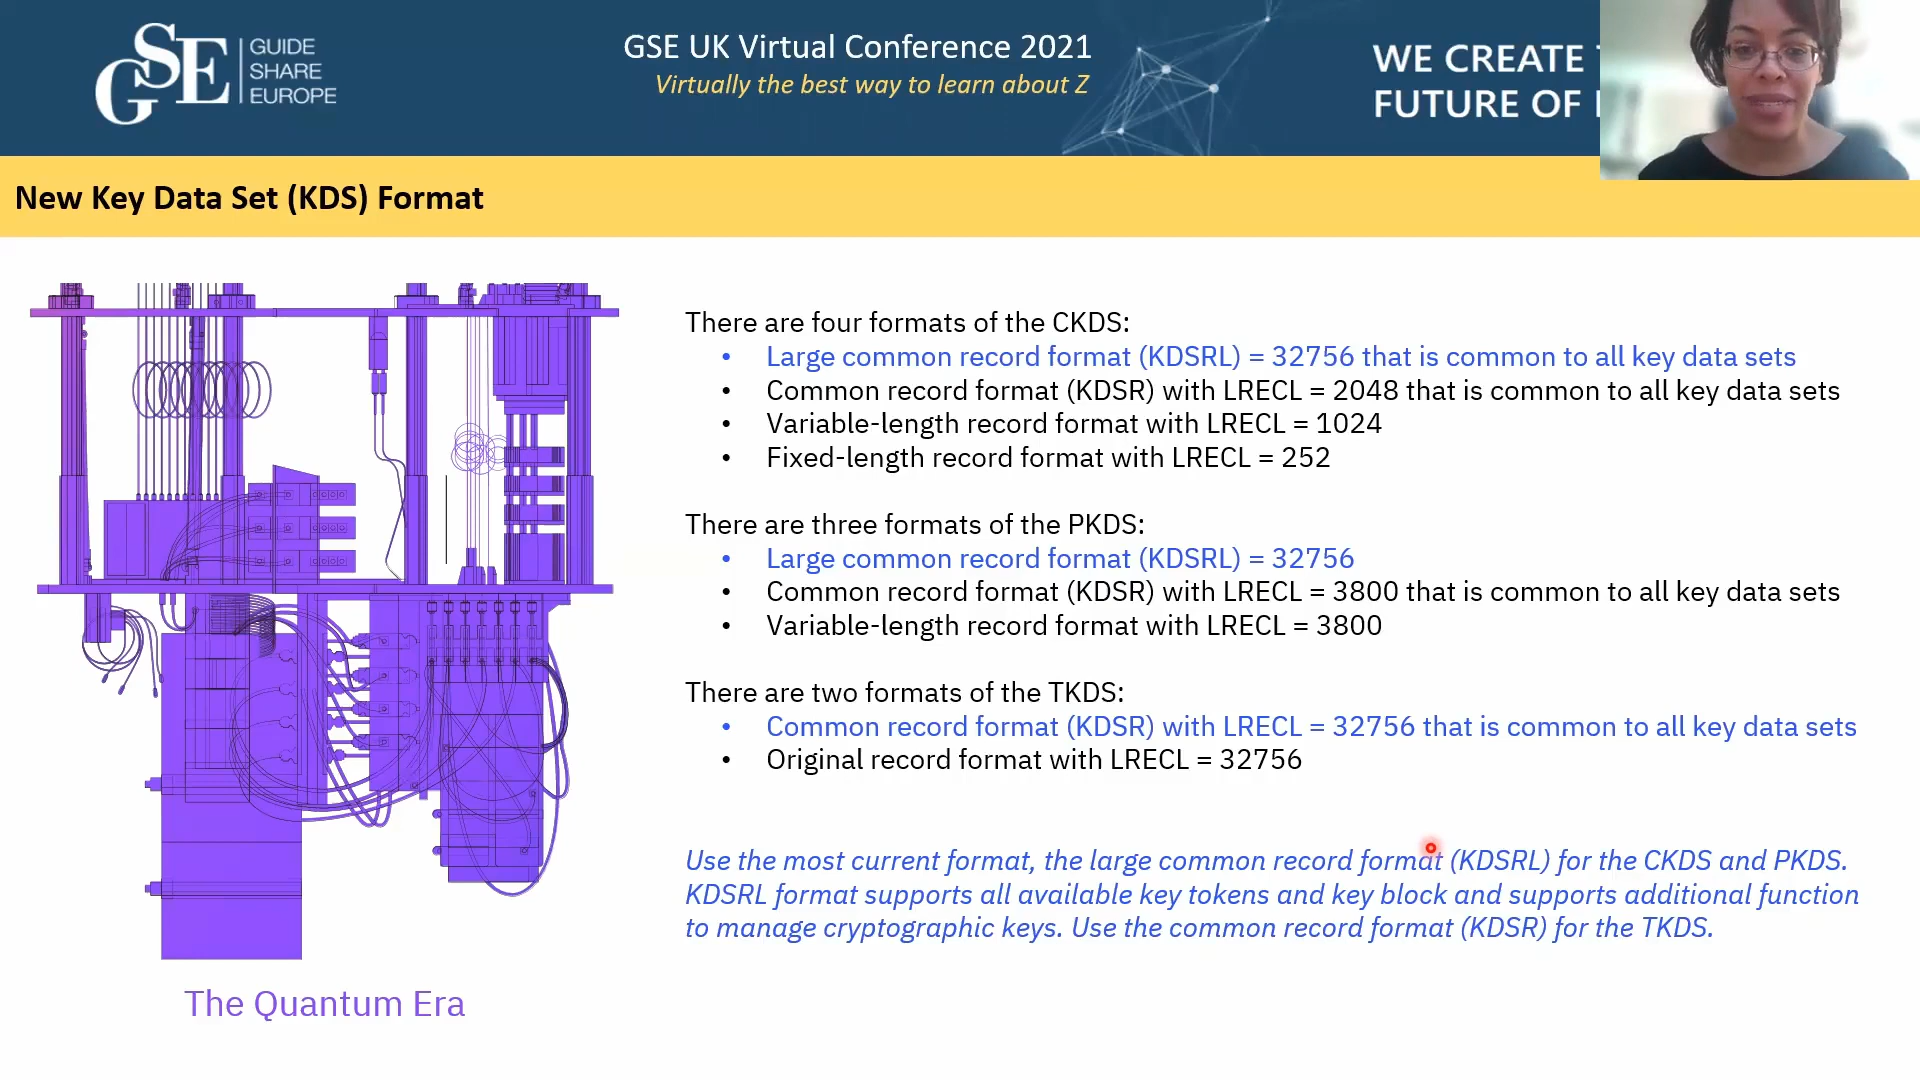 GSE
GUIDE
SHARE
EUROPE
GSE UK Virtual Conference 2021
Virtually the best way to learn about Z
WE CREATE
FUTURE OF
New Key Data Set (KDS) Format
There are four formats of the CKDS:
• Large common record format (KDSRL) = 32756 that is common to all key data sets
• Common record format (KDSR) with LRECL = 2048 that is common to all key data sets
• Variable-length record format with LRECL = 1024
• Fixed-length record format with LRECL = 252
There are three formats of the PKDS:
• Large common record format (KDSRL) = 32756
• Common record format (KDSR) with LRECL = 3800 that is common to all key data sets
• Variable-length record format with LRECL = 3800
There are two formats of the TKDS:
• Common record format (KDSR) with LRECL = 32756 that is common to all key data sets
• Original record format with LRECL = 32756
Use the most current format, the large common record format (KDSRL) for the CKDS and PKDS.
KDSRL format supports all available key tokens and key block and supports additional function
to manage cryptographic keys. Use the common record format (KDSR) for the TKDS.
The Quantum Era